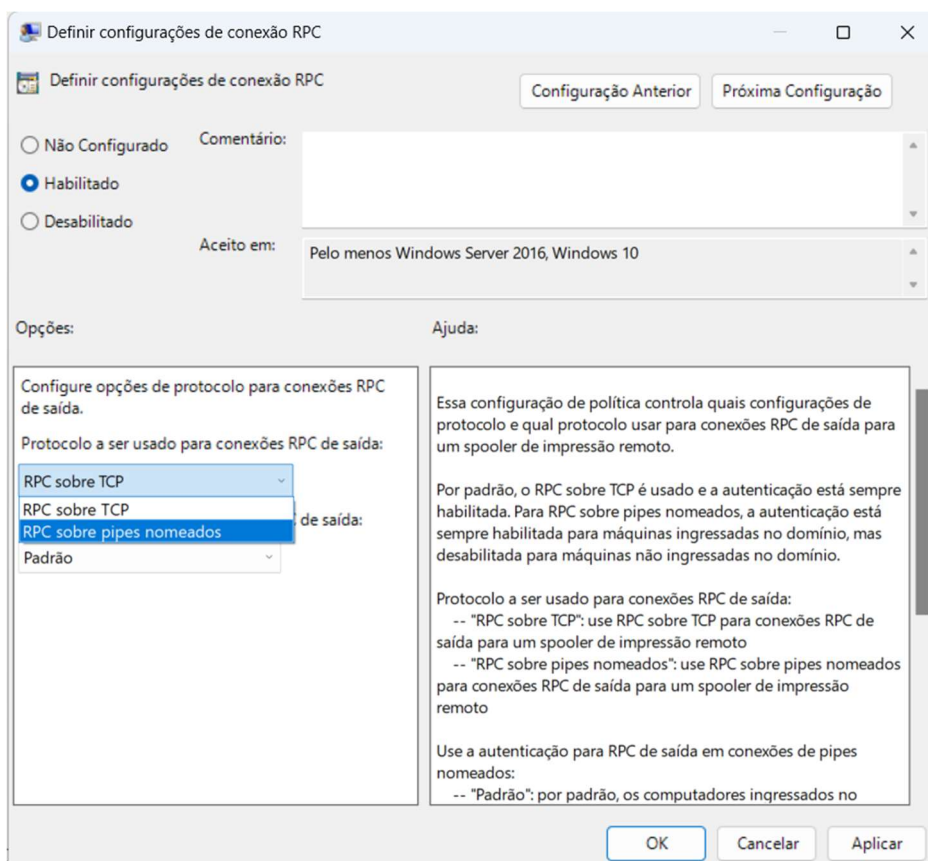 Definir configurações de conexão RPC
Definir configurações de conexão RPC
Configuração Anterior
Próxima Configuração
Não Configurado
Habilitado
Desabilitado
Comentário:
Aceito em:
Pelo menos Windows Server 2016, Windows 10
Opções:
Ajuda:
Configure opções de protocolo para conexões RPC
de saída.
Protocolo a ser usado para conexões RPC de saída:
RPC sobre TCP
RPC sobre TCP
RPC sobre pipes nomeados
de saída:
Padrão
Essa configuração de política controla quais configurações de
protocolo e qual protocolo usar para conexões RPC de saída para
um spooler de impressão remoto.
Por padrão, o RPC sobre TCP é usado e a autenticação está sempre
habilitada. Para RPC sobre pipes nomeados, a autenticação está
sempre habilitada para máquinas ingressadas no domínio, mas
desabilitada para máquinas não ingressadas no domínio.
Protocolo a ser usado para conexões RPC de saída:
-- "RPC sobre TCP": use RPC sobre TCP para conexões RPC de
saída para um spooler de impressão remoto
-- "RPC sobre pipes nomeados": use RPC sobre pipes nomeados
para conexões RPC de saída para um spooler de impressão
remoto
Use a autenticação para RPC de saída em conexões de pipes
nomeados:
-- "Padrão": por padrão, os computadores ingressados no
OK
Cancelar
Aplicar